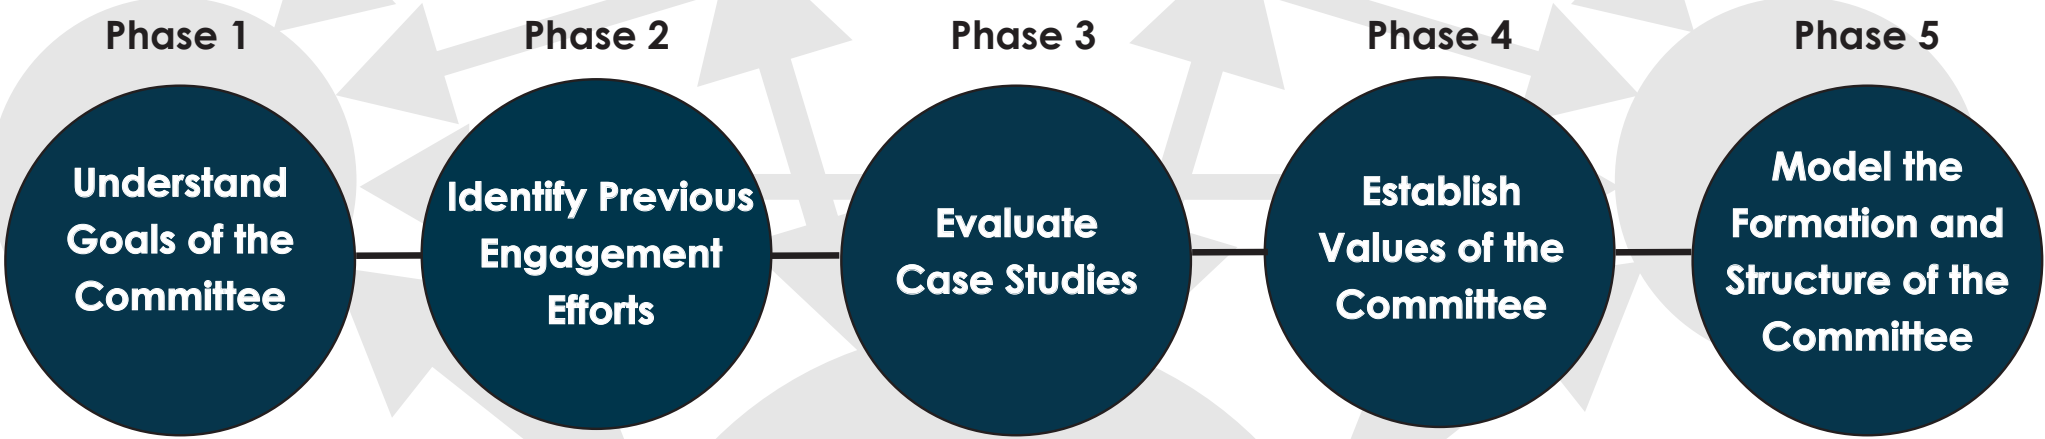 Phase 1
Understand
Goals of the
Committee
Phase 2
Identify Previous
Engagement
Efforts
Phase 3
Evaluate
Case Studies
Phase 4
Establish
Values of the
Committee
Phase 5
Model the
Formation and
Structure of the
Committee